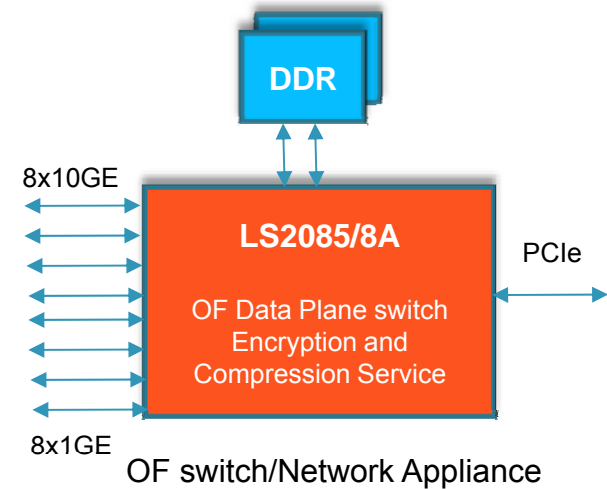 DDR
8x10GE
LS2085/8A
PCIe
OF Data Plane switch
Encryption and
Compression Service
8x1GE
OF switch/Network Appliance